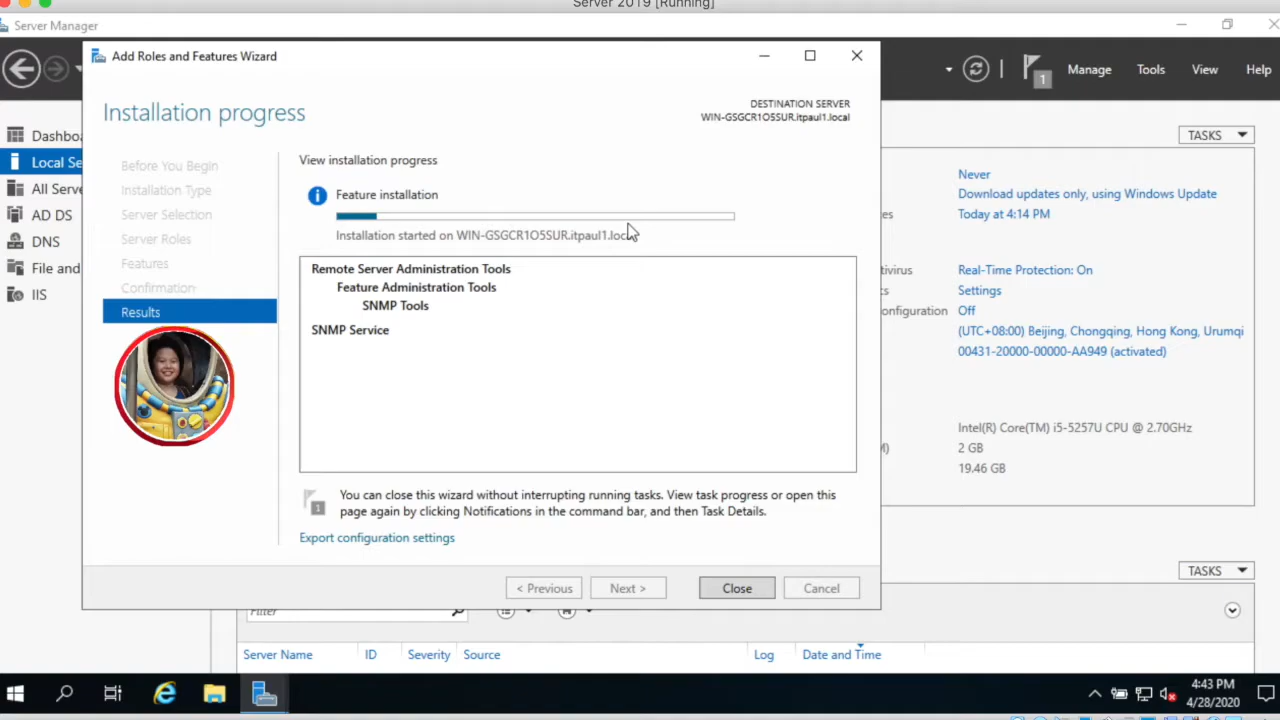 Server 2019 [Running]
Server Manager
Add Roles and Features Wizard
1
Manage
Tools
View
Help
Installation progress
DESTINATION SERVER
WIN-GSGCR1O5SUR.itpaul1.local
Dashboa
Local Se
All Serve
AD DS
DNS
File and
IIS
Before You Begin
Installation Type
Server Selection
Server Roles
Features
Confirmation
Results
View installation progress
Feature installation
Installation started on WIN-GSGCR1O5SUR.itpaul1.local
Remote Server Administration Tools
Feature Administration Tools
SNMP Tools
SNMP Service
1
You can close this wizard without interrupting running tasks. View task progress or open this
page again by clicking Notifications in the command bar, and then Task Details.
Export configuration settings
< Previous
Next >
Close
Cancel
TASKS
Never
Download updates only, using Windows Update
es
Today at 4:14 PM
tivirus
Real-Time Protection: On
ks
Settings
onfiguration
Off
(UTC+08:00) Beijing, Chongqing, Hong Kong, Urumqi
00431-20000-00000-AA949 (activated)
Intel(R) Core(TM) i5-5257U CPU @ 2.70GHz
M)
2 GB
19.46 GB
TASKS
Filter
Server Name
ID
Severity
Source
Log
Date and Time
4:43 PM
4/28/2020